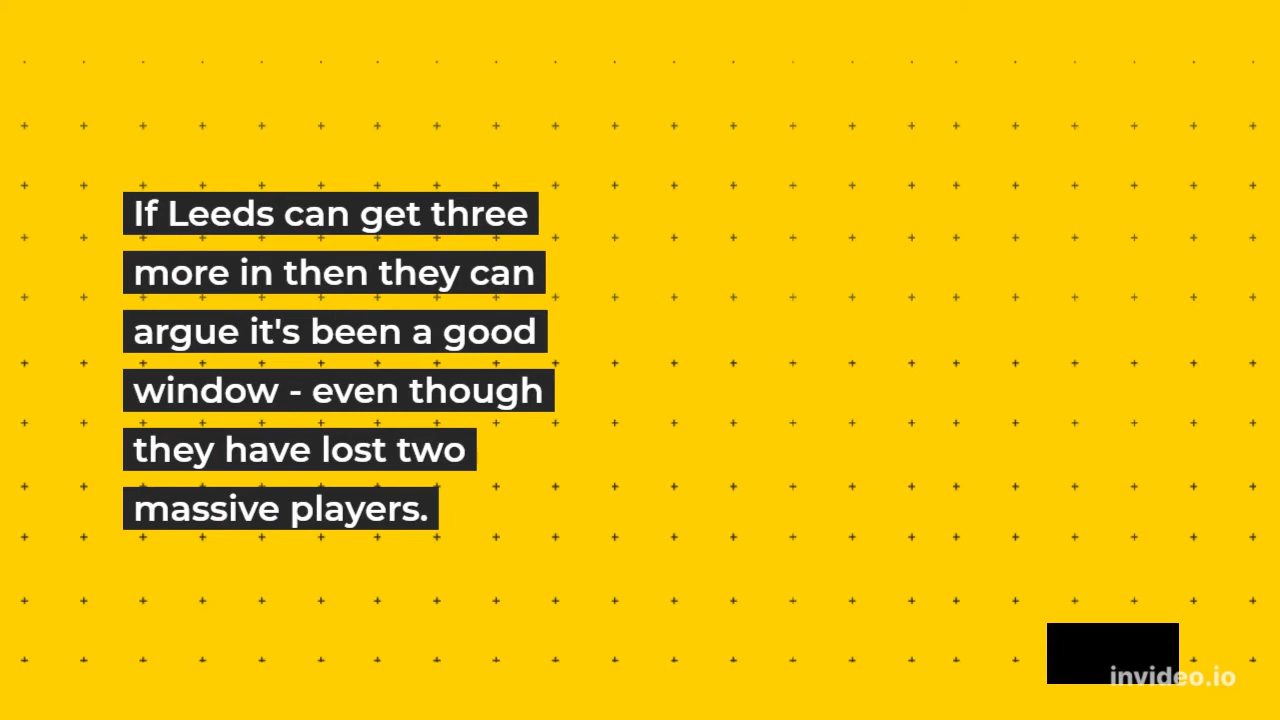 If Leeds can get three
more in then they can
argue it's been a good
window - even though
they have lost two
massive players.
invideo.io